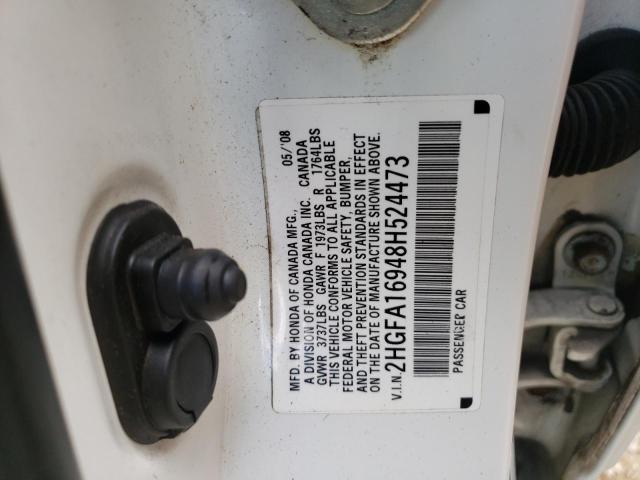 MFD. BY HONDA OF CANADA MFG., 05/'08
A DIVISION OF HONDA CANADA INC. CANADA
GVWR 3737LBS GAWR F 1973LBS R 1764LBS
THIS VEHICLE CONFORMS TO ALL APPLICABLE
FEDERAL MOTOR VEHICLE SAFETY, BUMPER,
AND THEFT PREVENTION STANDARDS IN EFFECT
ON THE DATE OF MANUFACTURE SHOWN ABOVE.
V.I.N. 2HGFA16948H524473
PASSENGER CAR